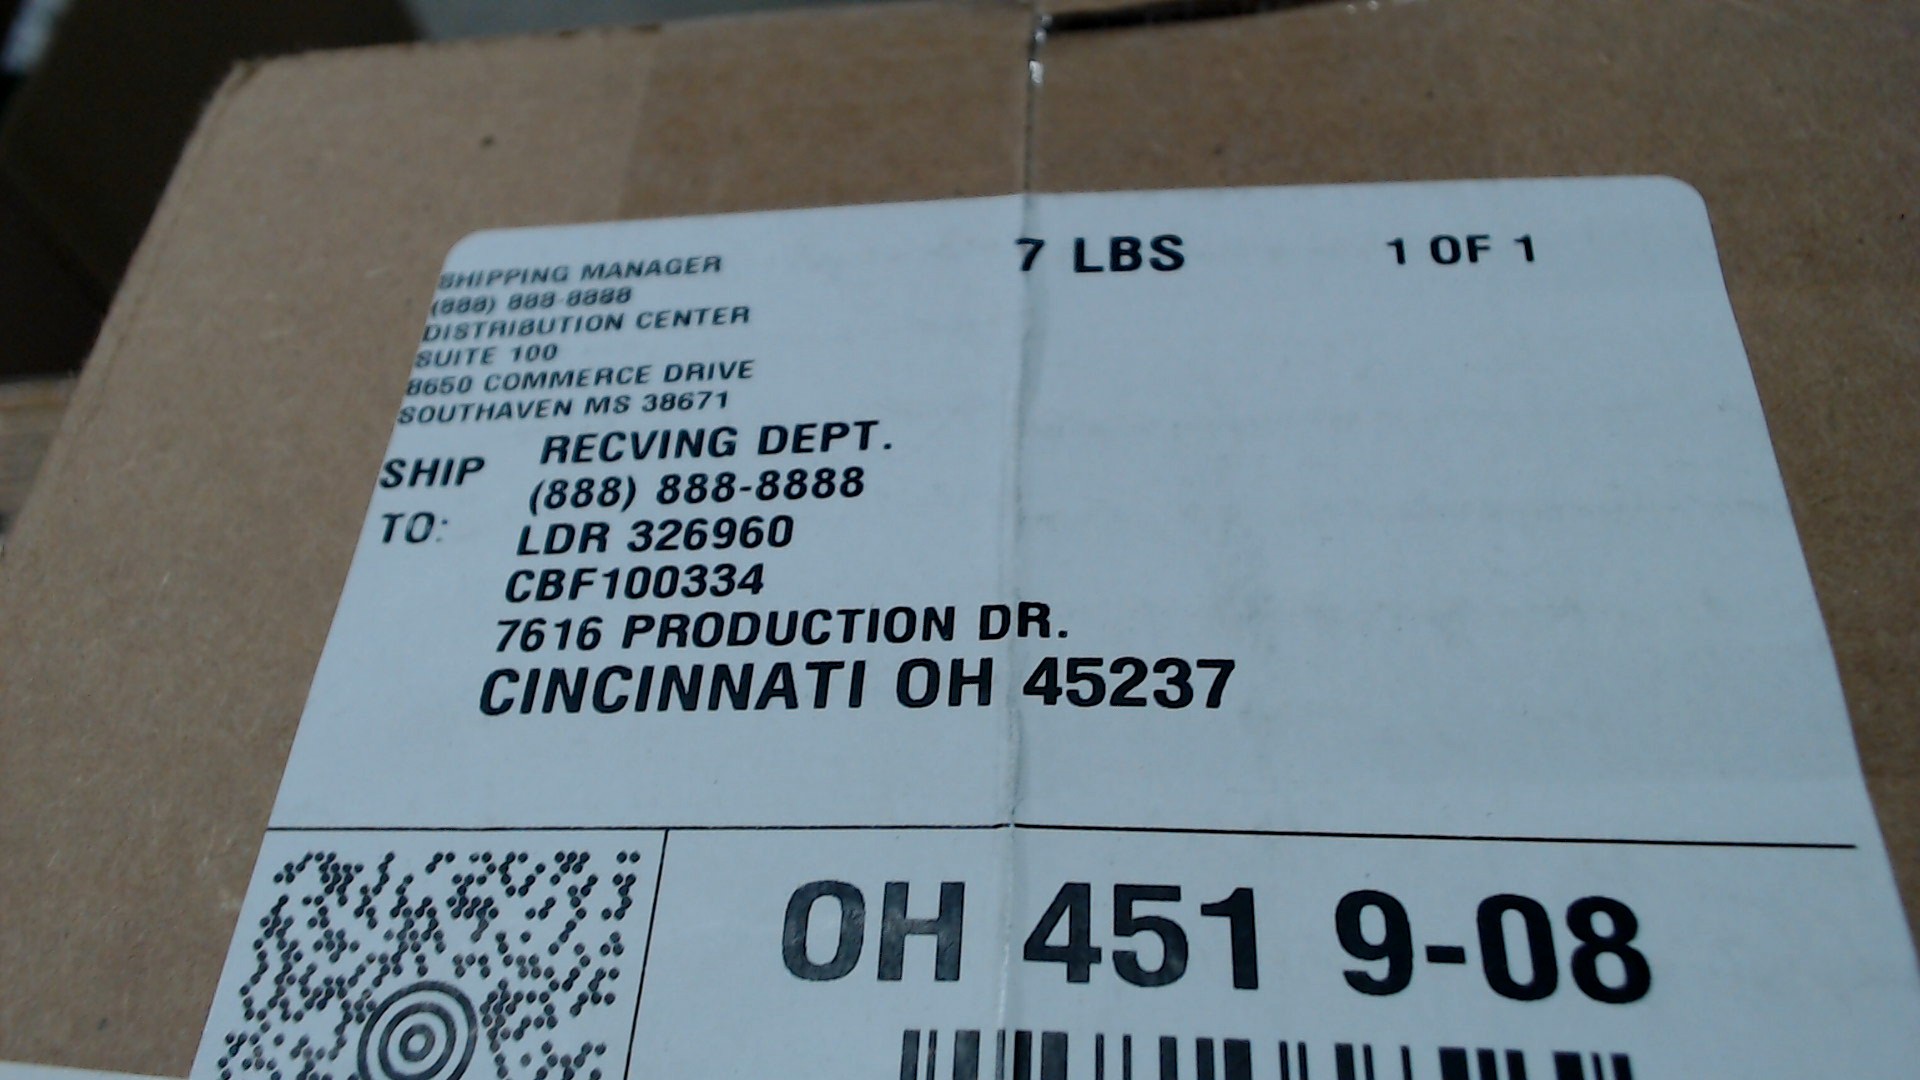 SHIPPING MANAGER
(888) 888-8888
DISTRIBUTION CENTER
SUITE 100
8650 COMMERCE DRIVE
SOUTHAVEN MS 38671
7 LBS
1 OF 1
SHIP TO:
RECVING DEPT.
(888) 888-8888
LDR 326960
CBF100334
7616 PRODUCTION DR.
CINCINNATI OH 45237
OH 451 9-08